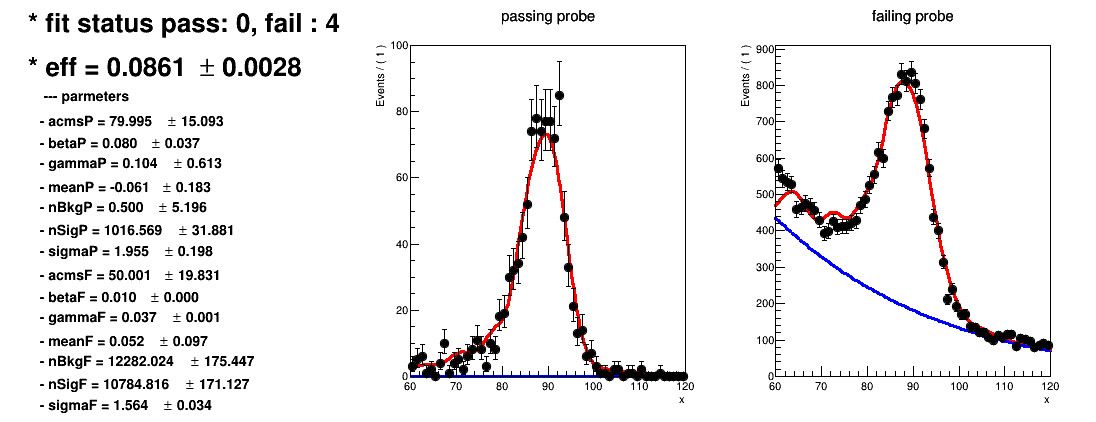 * fit status pass: 0, fail : 4
* eff = 0.0861 ± 0.0028
--- parmeters
- acmsP = 79.995 ± 15.093
- betaP = 0.080 ± 0.037
- gammaP = 0.104 ± 0.613
- meanP = -0.061 ± 0.183
- nBkgP = 0.500 ± 5.196
- nSigP = 1016.569 ± 31.881
- sigmaP = 1.955 ± 0.198
- acmsF = 50.001 ± 19.831
- betaF = 0.010 ± 0.000
- gammaF = 0.037 ± 0.001
- meanF = 0.052 ± 0.097
- nBkgF = 12282.024 ± 175.447
- nSigF = 10784.816 ± 171.127
- sigmaF = 1.564 ± 0.034
passing probe
Events / ( 1 )
100
80
60
40
20
0
60 70 80 90 100 110 120
x
failing probe
Events / ( 1 )
900
800
700
600
500
400
300
200
100
0
60 70 80 90 100 110 120
x